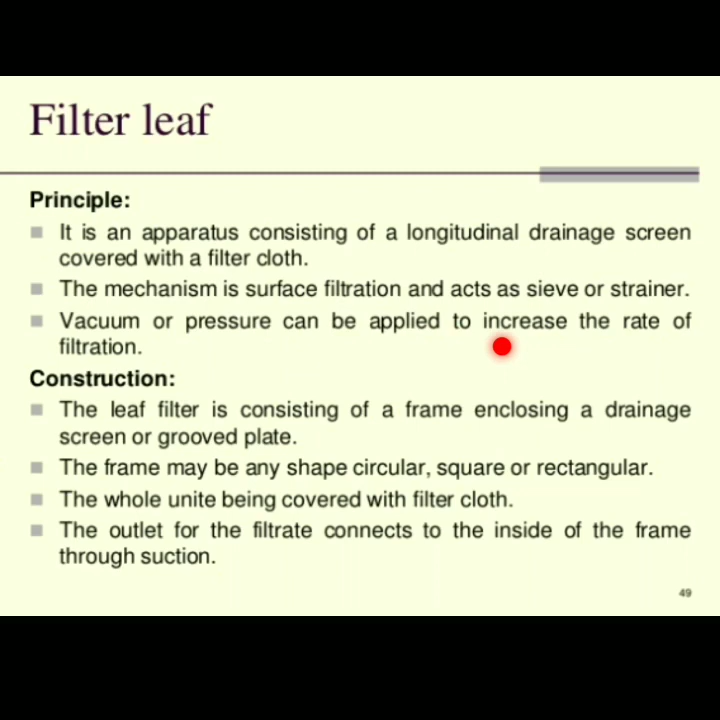 Filter leaf
Principle:
It is an apparatus consisting of a longitudinal drainage screen
covered with a filter cloth.
The mechanism is surface filtration and acts as sieve or strainer.
Vacuum or pressure can be applied to increase the rate of
filtration.
Construction:
The leaf filter is consisting of a frame enclosing a drainage
screen or grooved plate.
The frame may be any shape circular, square or rectangular.
The whole unite being covered with filter cloth.
The outlet for the filtrate connects to the inside of the frame
through suction.
49